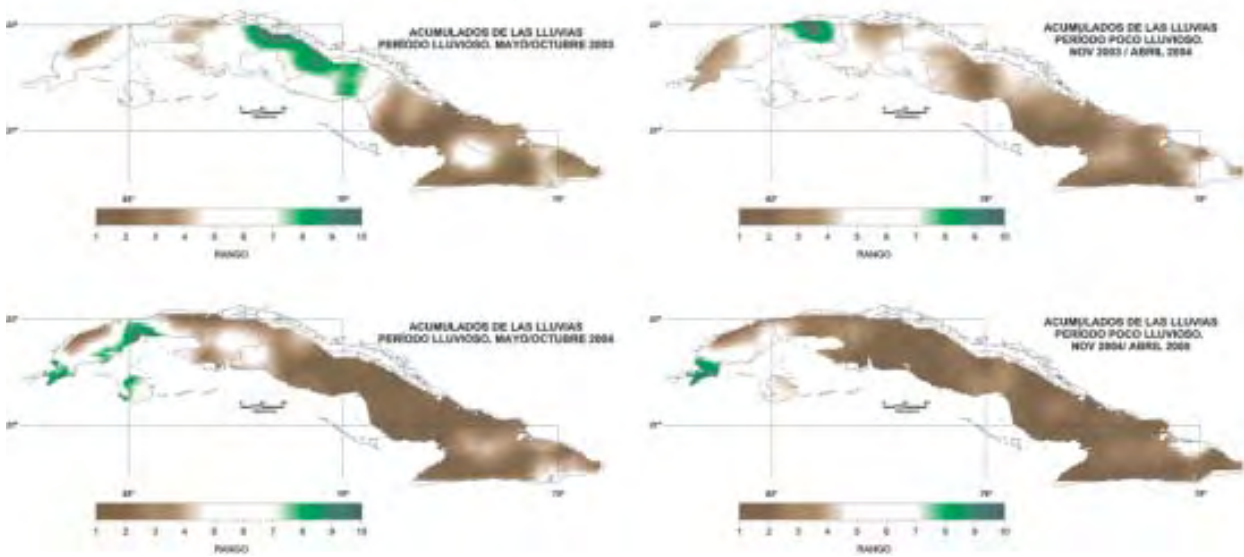 ACUMULADOS DE LAS LLUVIAS
PERÍODO LLUVIOSO. MAYO/OCTUBRE 2003
1 2 3 4 5 6 7 8 9 10
RANGO
ACUMULADOS DE LAS LLUVIAS
PERÍODO POCO LLUVIOSO.
NOV 2003 / ABRIL 2004
1 2 3 4 5 6 7 8 9 10
RANGO
ACUMULADOS DE LAS LLUVIAS
PERÍODO LLUVIOSO. MAYO/OCTUBRE 2004
1 2 3 4 5 6 7 8 9 10
RANGO
ACUMULADOS DE LAS LLUVIAS
PERÍODO POCO LLUVIOSO.
NOV 2004/ ABRIL 2005
1 2 3 4 5 6 7 8 9 10
RANGO